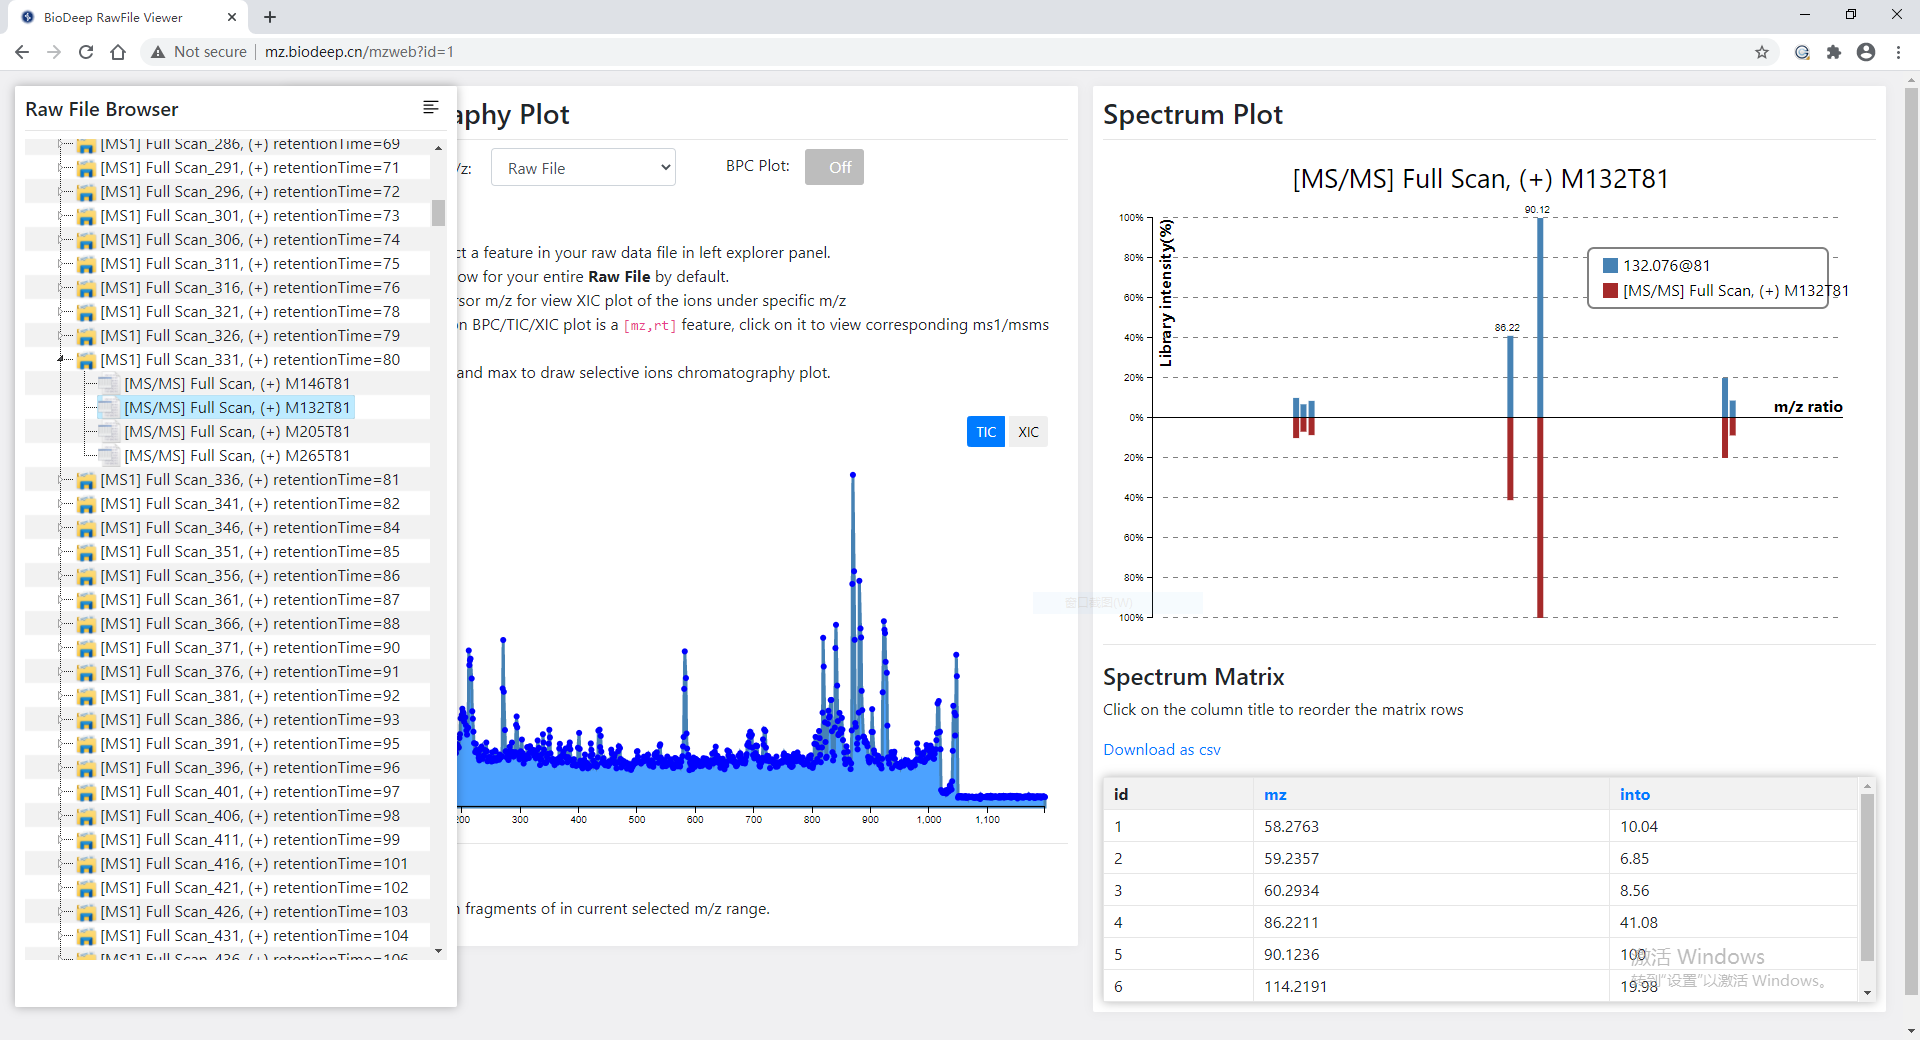 BioDeep RawFile Viewer
Not secure
mz.biodeep.cn/mzweb?id=1
Raw File Browser
[MS1] Full Scan_286, (+) retentionTime=69
[MS1] Full Scan_291, (+) retentionTime=71
[MS1] Full Scan_296, (+) retentionTime=72
[MS1] Full Scan_301, (+) retentionTime=73
[MS1] Full Scan_306, (+) retentionTime=74
[MS1] Full Scan_311, (+) retentionTime=75
[MS1] Full Scan_316, (+) retentionTime=76
[MS1] Full Scan_321, (+) retentionTime=78
[MS1] Full Scan_326, (+) retentionTime=79
[MS1] Full Scan_331, (+) retentionTime=80
[MS/MS] Full Scan, (+) M146T81
[MS/MS] Full Scan, (+) M132T81
[MS/MS] Full Scan, (+) M205T81
[MS/MS] Full Scan, (+) M265T81
[MS1] Full Scan_336, (+) retentionTime=81
[MS1] Full Scan_341, (+) retentionTime=82
[MS1] Full Scan_346, (+) retentionTime=84
[MS1] Full Scan_351, (+) retentionTime=85
[MS1] Full Scan_356, (+) retentionTime=86
[MS1] Full Scan_361, (+) retentionTime=87
[MS1] Full Scan_366, (+) retentionTime=88
[MS1] Full Scan_371, (+) retentionTime=90
[MS1] Full Scan_376, (+) retentionTime=91
[MS1] Full Scan_381, (+) retentionTime=92
[MS1] Full Scan_386, (+) retentionTime=93
[MS1] Full Scan_391, (+) retentionTime=95
[MS1] Full Scan_396, (+) retentionTime=96
[MS1] Full Scan_401, (+) retentionTime=97
[MS1] Full Scan_406, (+) retentionTime=98
[MS1] Full Scan_411, (+) retentionTime=99
[MS1] Full Scan_416, (+) retentionTime=101
[MS1] Full Scan_421, (+) retentionTime=102
[MS1] Full Scan_426, (+) retentionTime=103
[MS1] Full Scan_431, (+) retentionTime=104
[MS1] Full Scan_436, (+) retentionTime=106
aphy Plot
/z:
Raw File
BPC Plot:
Off
ct a feature in your raw data file in left explorer panel.
ow for your entire Raw File by default.
rsor m/z for view XIC plot of the ions under specific m/z
on BPC/TIC/XIC plot is a [mz,rt] feature, click on it to view corresponding ms1/msms
and max to draw selective ions chromatography plot.
TIC
XIC
200 300 400 500 600 700 800 900 1,000 1,100
n fragments of in current selected m/z range.
窗口截图(W)
Spectrum Plot
[MS/MS] Full Scan, (+) M132T81
90.12
86.22
132.076@81
[MS/MS] Full Scan, (+) M132T81
Library intensity(%)
m/z ratio
100%
80%
60%
40%
20%
0%
20%
40%
60%
80%
100%
Spectrum Matrix
Click on the column title to reorder the matrix rows
Download as csv
id mz into
1 58.2763 10.04
2 59.2357 6.85
3 60.2934 8.56
4 86.2211 41.08
5 90.1236 100
6 114.2191 19.98
激活 Windows
转到"设置"以激活 Windows。